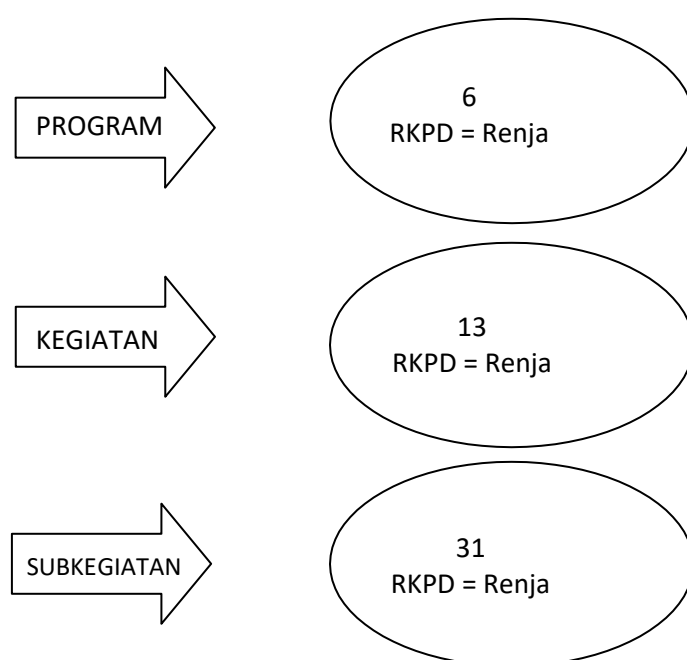 PROGRAM
6
RKPD = Renja
KEGIATAN
13
RKPD = Renja
SUBKEGIATAN
31
RKPD = Renja